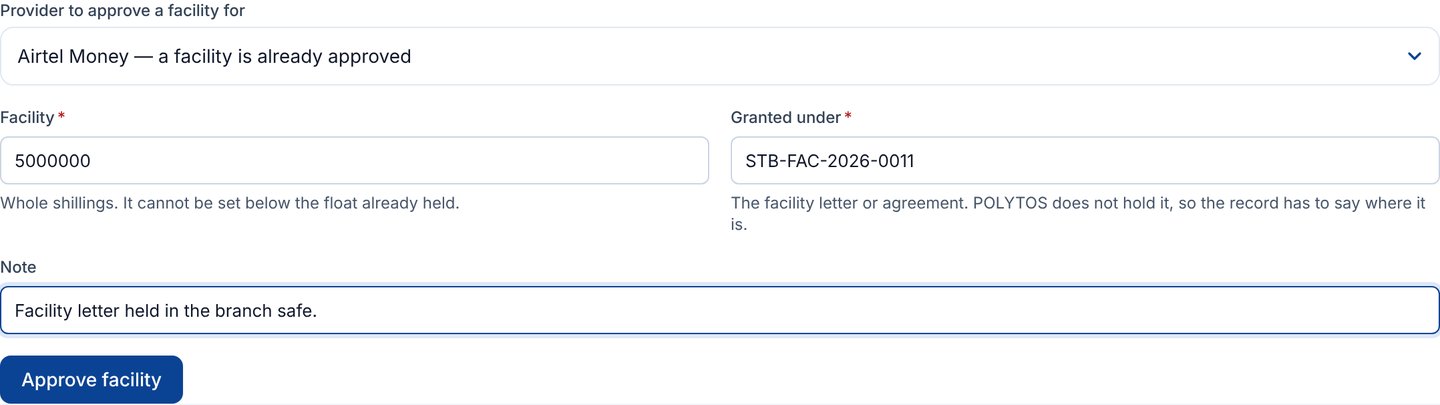 Provider to approve a facility for
Airtel Money — a facility is already approved
Facility *
Granted under *
5000000
STB-FAC-2026-0011
Whole shillings. It cannot be set below the float already held.
The facility letter or agreement. POLYTOS does not hold it, so the record has to say where it
is.
Note
Facility letter held in the branch safe.
Approve facility